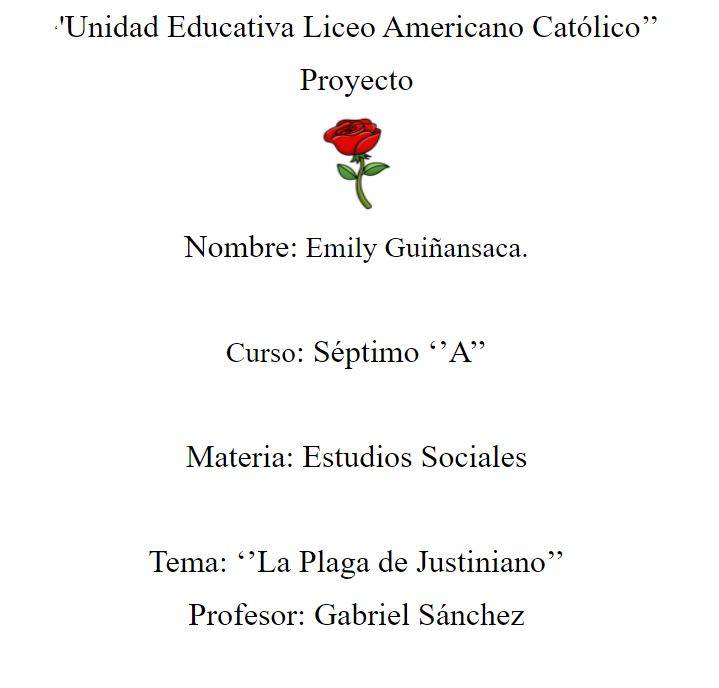 ‘'Unidad Educativa Liceo Americano Católico’’
Proyecto
Nombre: Emily Guiñansaca.
Curso: Séptimo ‘’A’’
Materia: Estudios Sociales
Tema: ‘’La Plaga de Justiniano’’
Profesor: Gabriel Sánchez